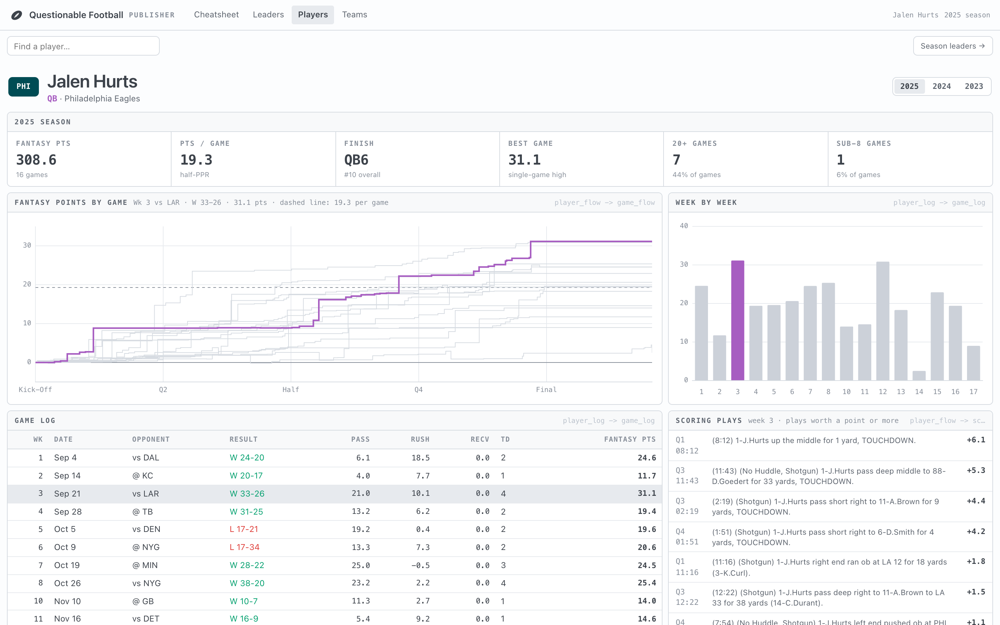 Questionable Football PUBLISHER Cheatsheet Leaders Players Teams Jalen Hurts 2025 season
Find a player... Season leaders →
PHI
Jalen Hurts
QB · Philadelphia Eagles
2025 2024 2023
2025 SEASON
FANTASY PTS
308.6
16 games
PTS / GAME
19.3
half-PPR
FINISH
QB6
#10 overall
BEST GAME
31.1
single-game high
20+ GAMES
7
44% of games
SUB-8 GAMES
1
6% of games
FANTASY POINTS BY GAME Wk 3 vs LAR · W 33-26 · 31.1 pts · dashed line: 19.3 per game player_flow -> game_flow
30
20
10
0
Kick-Off Q2 Half Q4 Final
WEEK BY WEEK player_log -> game_log
40
30
20
10
0
1 2 3 4 5 6 7 8 10 11 12 13 14 15 16 17
GAME LOG player_log -> game_log
WK DATE OPPONENT RESULT PASS RUSH RECV TD FANTASY PTS
1 Sep 4 vs DAL W 24-20 6.1 18.5 0.0 2 24.6
2 Sep 14 @ KC W 20-17 4.0 7.7 0.0 1 11.7
3 Sep 21 vs LAR W 33-26 21.0 10.1 0.0 4 31.1
4 Sep 28 @ TB W 31-25 13.2 6.2 0.0 2 19.4
5 Oct 5 vs DEN L 17-21 19.2 0.4 0.0 2 19.6
6 Oct 9 @ NYG L 17-34 13.3 7.3 0.0 2 20.6
7 Oct 19 @ MIN W 28-22 25.0 −0.5 0.0 3 24.5
8 Oct 26 vs NYG W 38-20 23.2 2.2 0.0 4 25.4
10 Nov 10 @ GB W 10-7 11.3 2.7 0.0 1 14.0
11 Nov 16 vs DET W 16-9 5.4 9.2 0.0 1 14.6
SCORING PLAYS week 3 · plays worth a point or more player_flow -> sc…
Q1 (8:12) 1-J.Hurts up the middle for 1 yard, TOUCHDOWN. +6.1
08:12
Q3 (11:43) (No Huddle, Shotgun) 1-J.Hurts pass deep middle to 88- +5.3
11:43 D.Goedert for 33 yards, TOUCHDOWN.
Q3 (2:19) (Shotgun) 1-J.Hurts pass short right to 11-A.Brown for 9 +4.4
02:19 yards, TOUCHDOWN.
Q4 (1:51) (Shotgun) 1-J.Hurts pass short right to 6-D.Smith for 4 +4.2
01:51 yards, TOUCHDOWN.
Q1 (11:16) (Shotgun) 1-J.Hurts right end ran ob at LA 12 for 18 yards +1.8
11:16 (3-K.Curl).
Q3 (12:22) (Shotgun) 1-J.Hurts pass deep right to 11-A.Brown to LA +1.5
12:22 33 for 38 yards (14-C.Durant).
Q4 (7:54) (No Huddle, Shotgun) 1-J.Hurts left end pushed ob at PHI +1.1